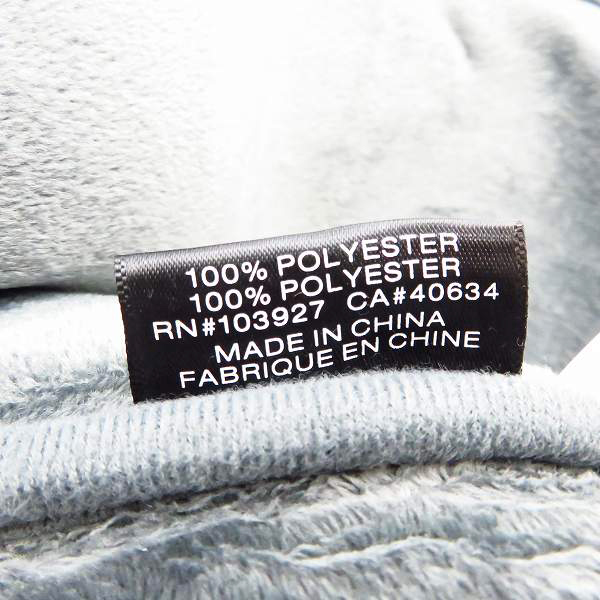 100% POLYESTER
100% POLYESTER
RN#103927 CA#40634
MADE IN CHINA
FABRIQUE EN CHINE